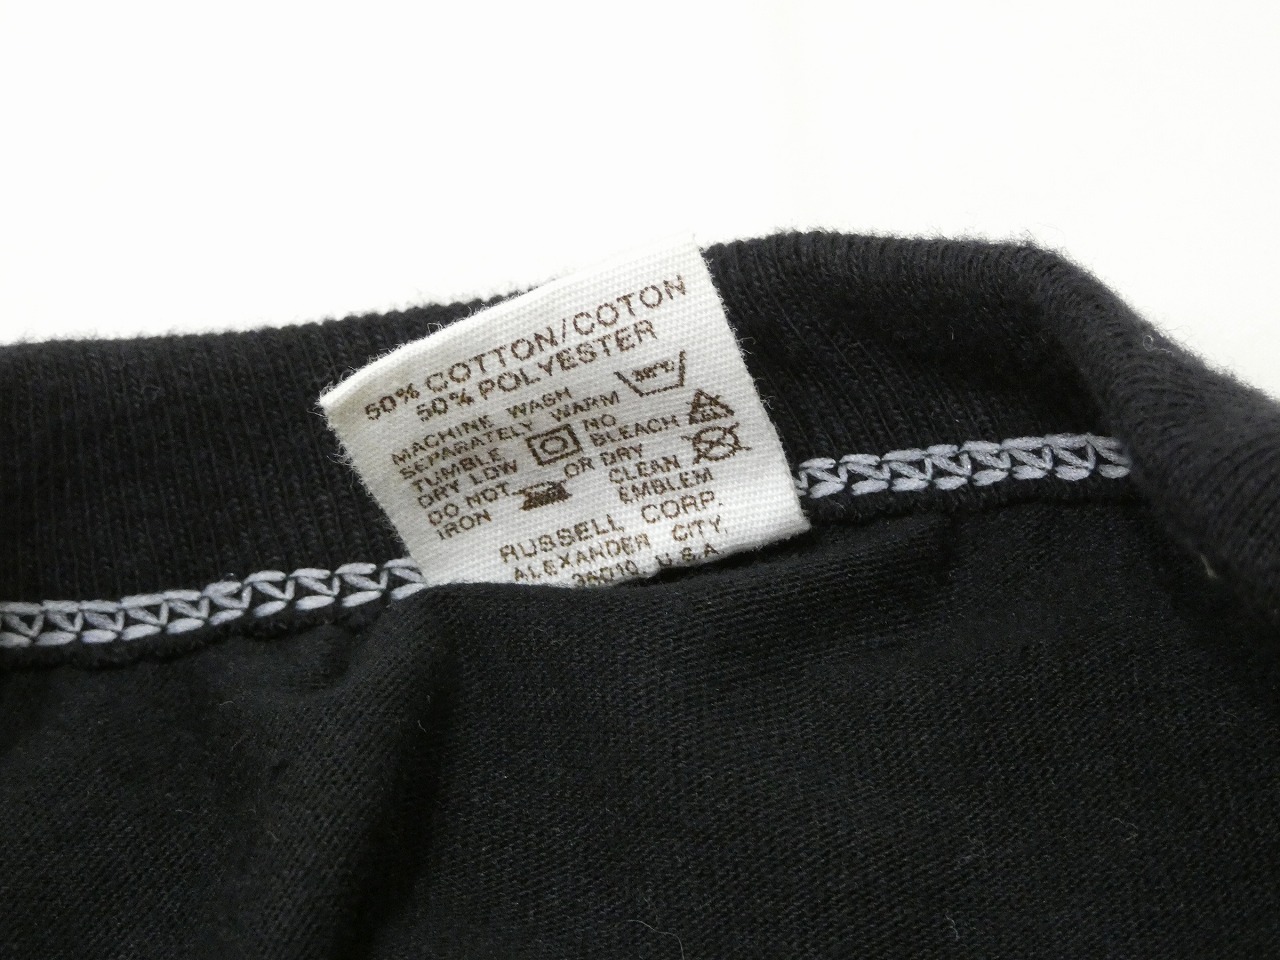 50% COTTON/COTON
50% POLYESTER
MACHINE WASH
SEPARATELY WARM
TUMBLE NO
DRY LOW BLEACH
DO NOT OR DRY
IRON CLEAN
EMBLEM
RUSSELL CORP.
ALEXANDER CITY
U.S.A